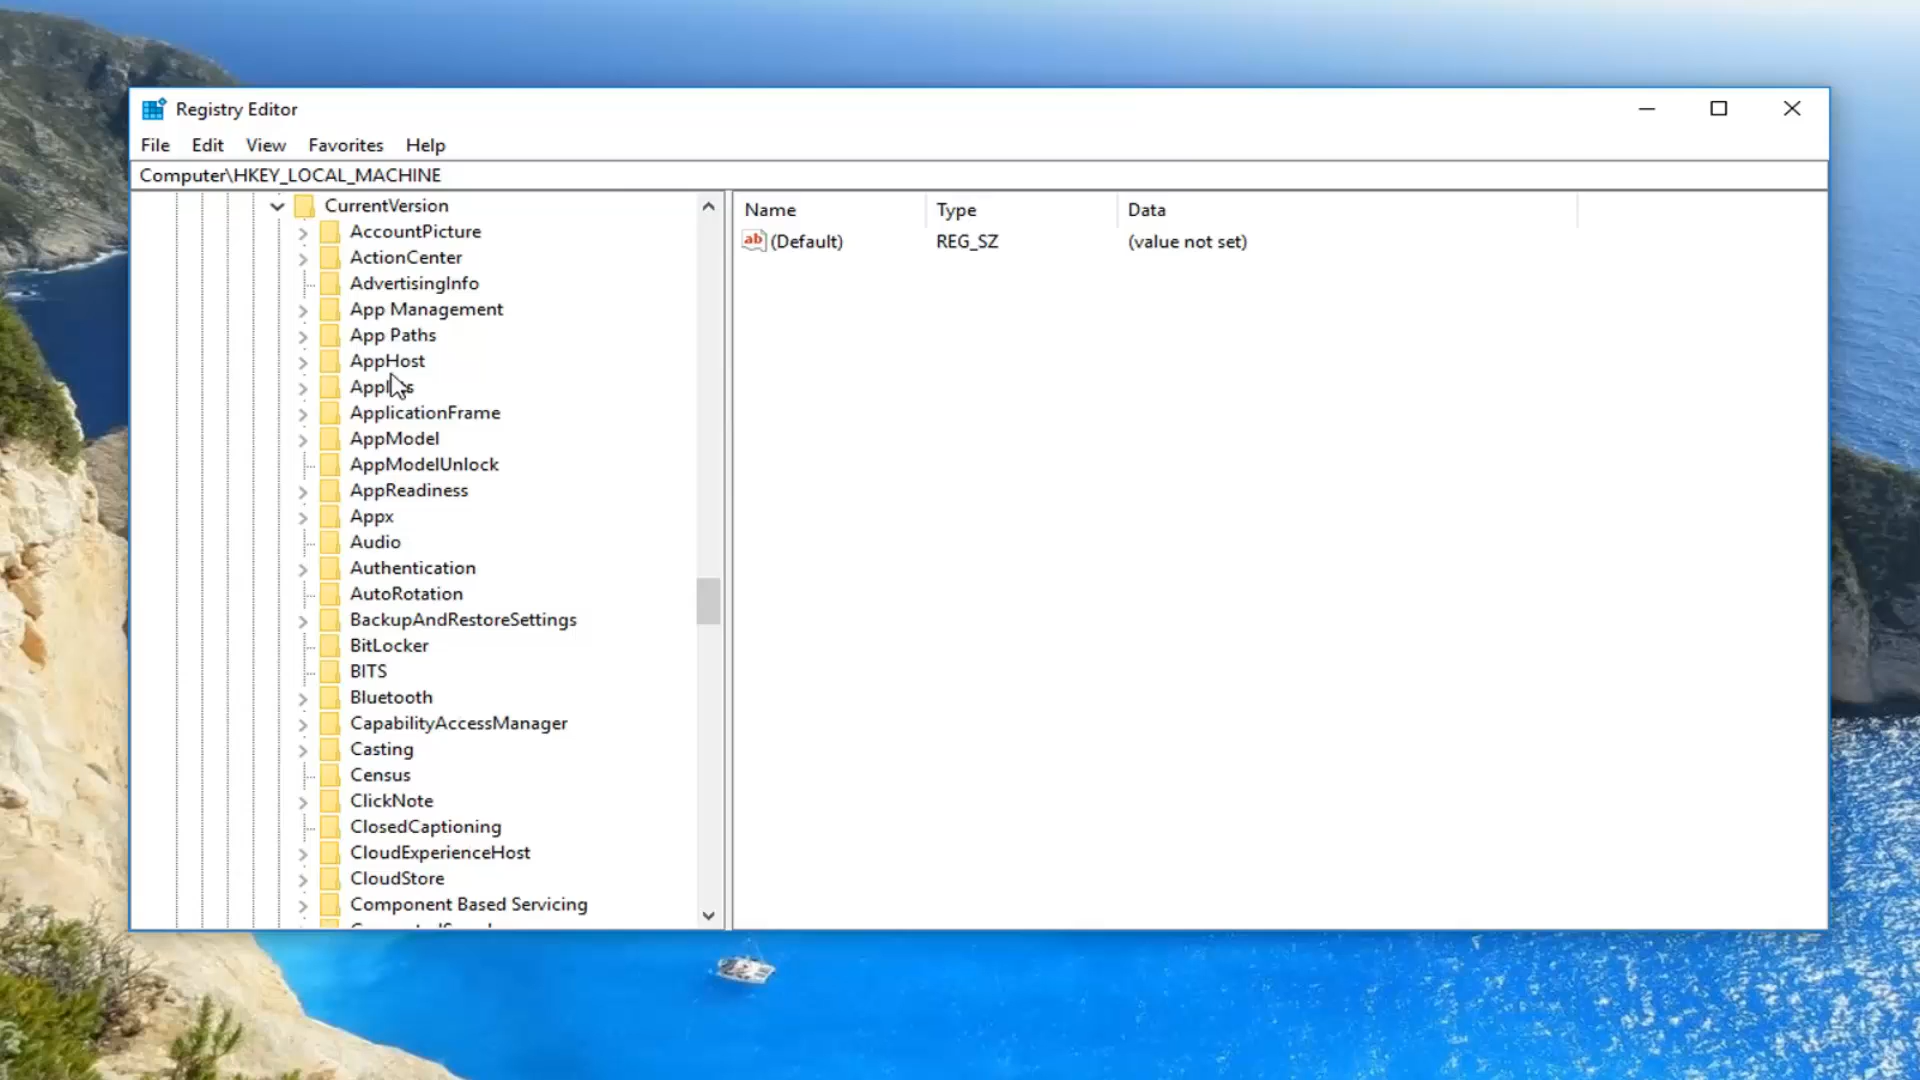 Registry Editor
File Edit View Favorites Help
Computer\HKEY_LOCAL_MACHINE
CurrentVersion
AccountPicture
ActionCenter
AdvertisingInfo
App Management
App Paths
AppHost
ApplicationFrame
AppModel
AppModelUnlock
AppReadiness
Appx
Audio
Authentication
AutoRotation
BackupAndRestoreSettings
BitLocker
BITS
Bluetooth
CapabilityAccessManager
Casting
Census
ClickNote
ClosedCaptioning
CloudExperienceHost
CloudStore
Component Based Servicing
Name Type Data
ab (Default) REG_SZ (value not set)